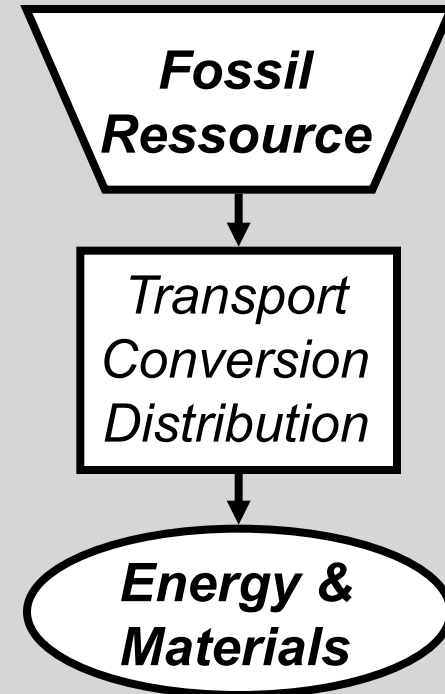 Fossil
Ressource
Transport
Conversion
Distribution
Energy &
Materials